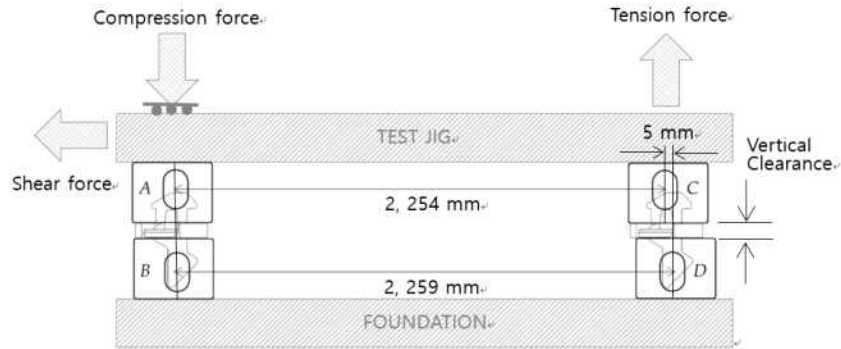 Compression force
Tension force
TEST JIG
5 mm
Vertical
Clearance
Shear force
A
C
2, 254 mm
B
D
2, 259 mm
FOUNDATION